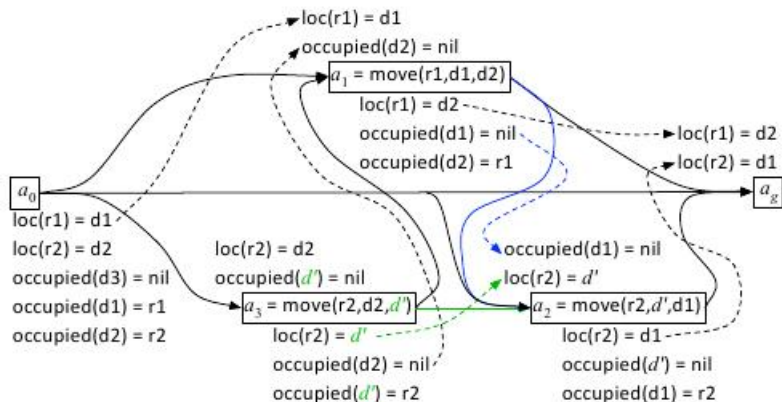 loc(r1) = d1
occupied(d2) = nil
a1 = move(r1,d1,d2)
loc(r1) = d2
occupied(d1) = nil
occupied(d2) = r1
loc(r1) = d2
loc(r2) = d1
a0
ag
loc(r1) = d1
loc(r2) = d2
occupied(d3) = nil
occupied(d1) = r1
occupied(d2) = r2
loc(r2) = d2
occupied(d') = nil
a3 = move(r2,d2,d')
loc(r2) = d'
occupied(d2) = nil
occupied(d') = r2
occupied(d1) = nil
loc(r2) = d'
a2 = move(r2,d',d1)
loc(r2) = d1
occupied(d') = nil
occupied(d1) = r2